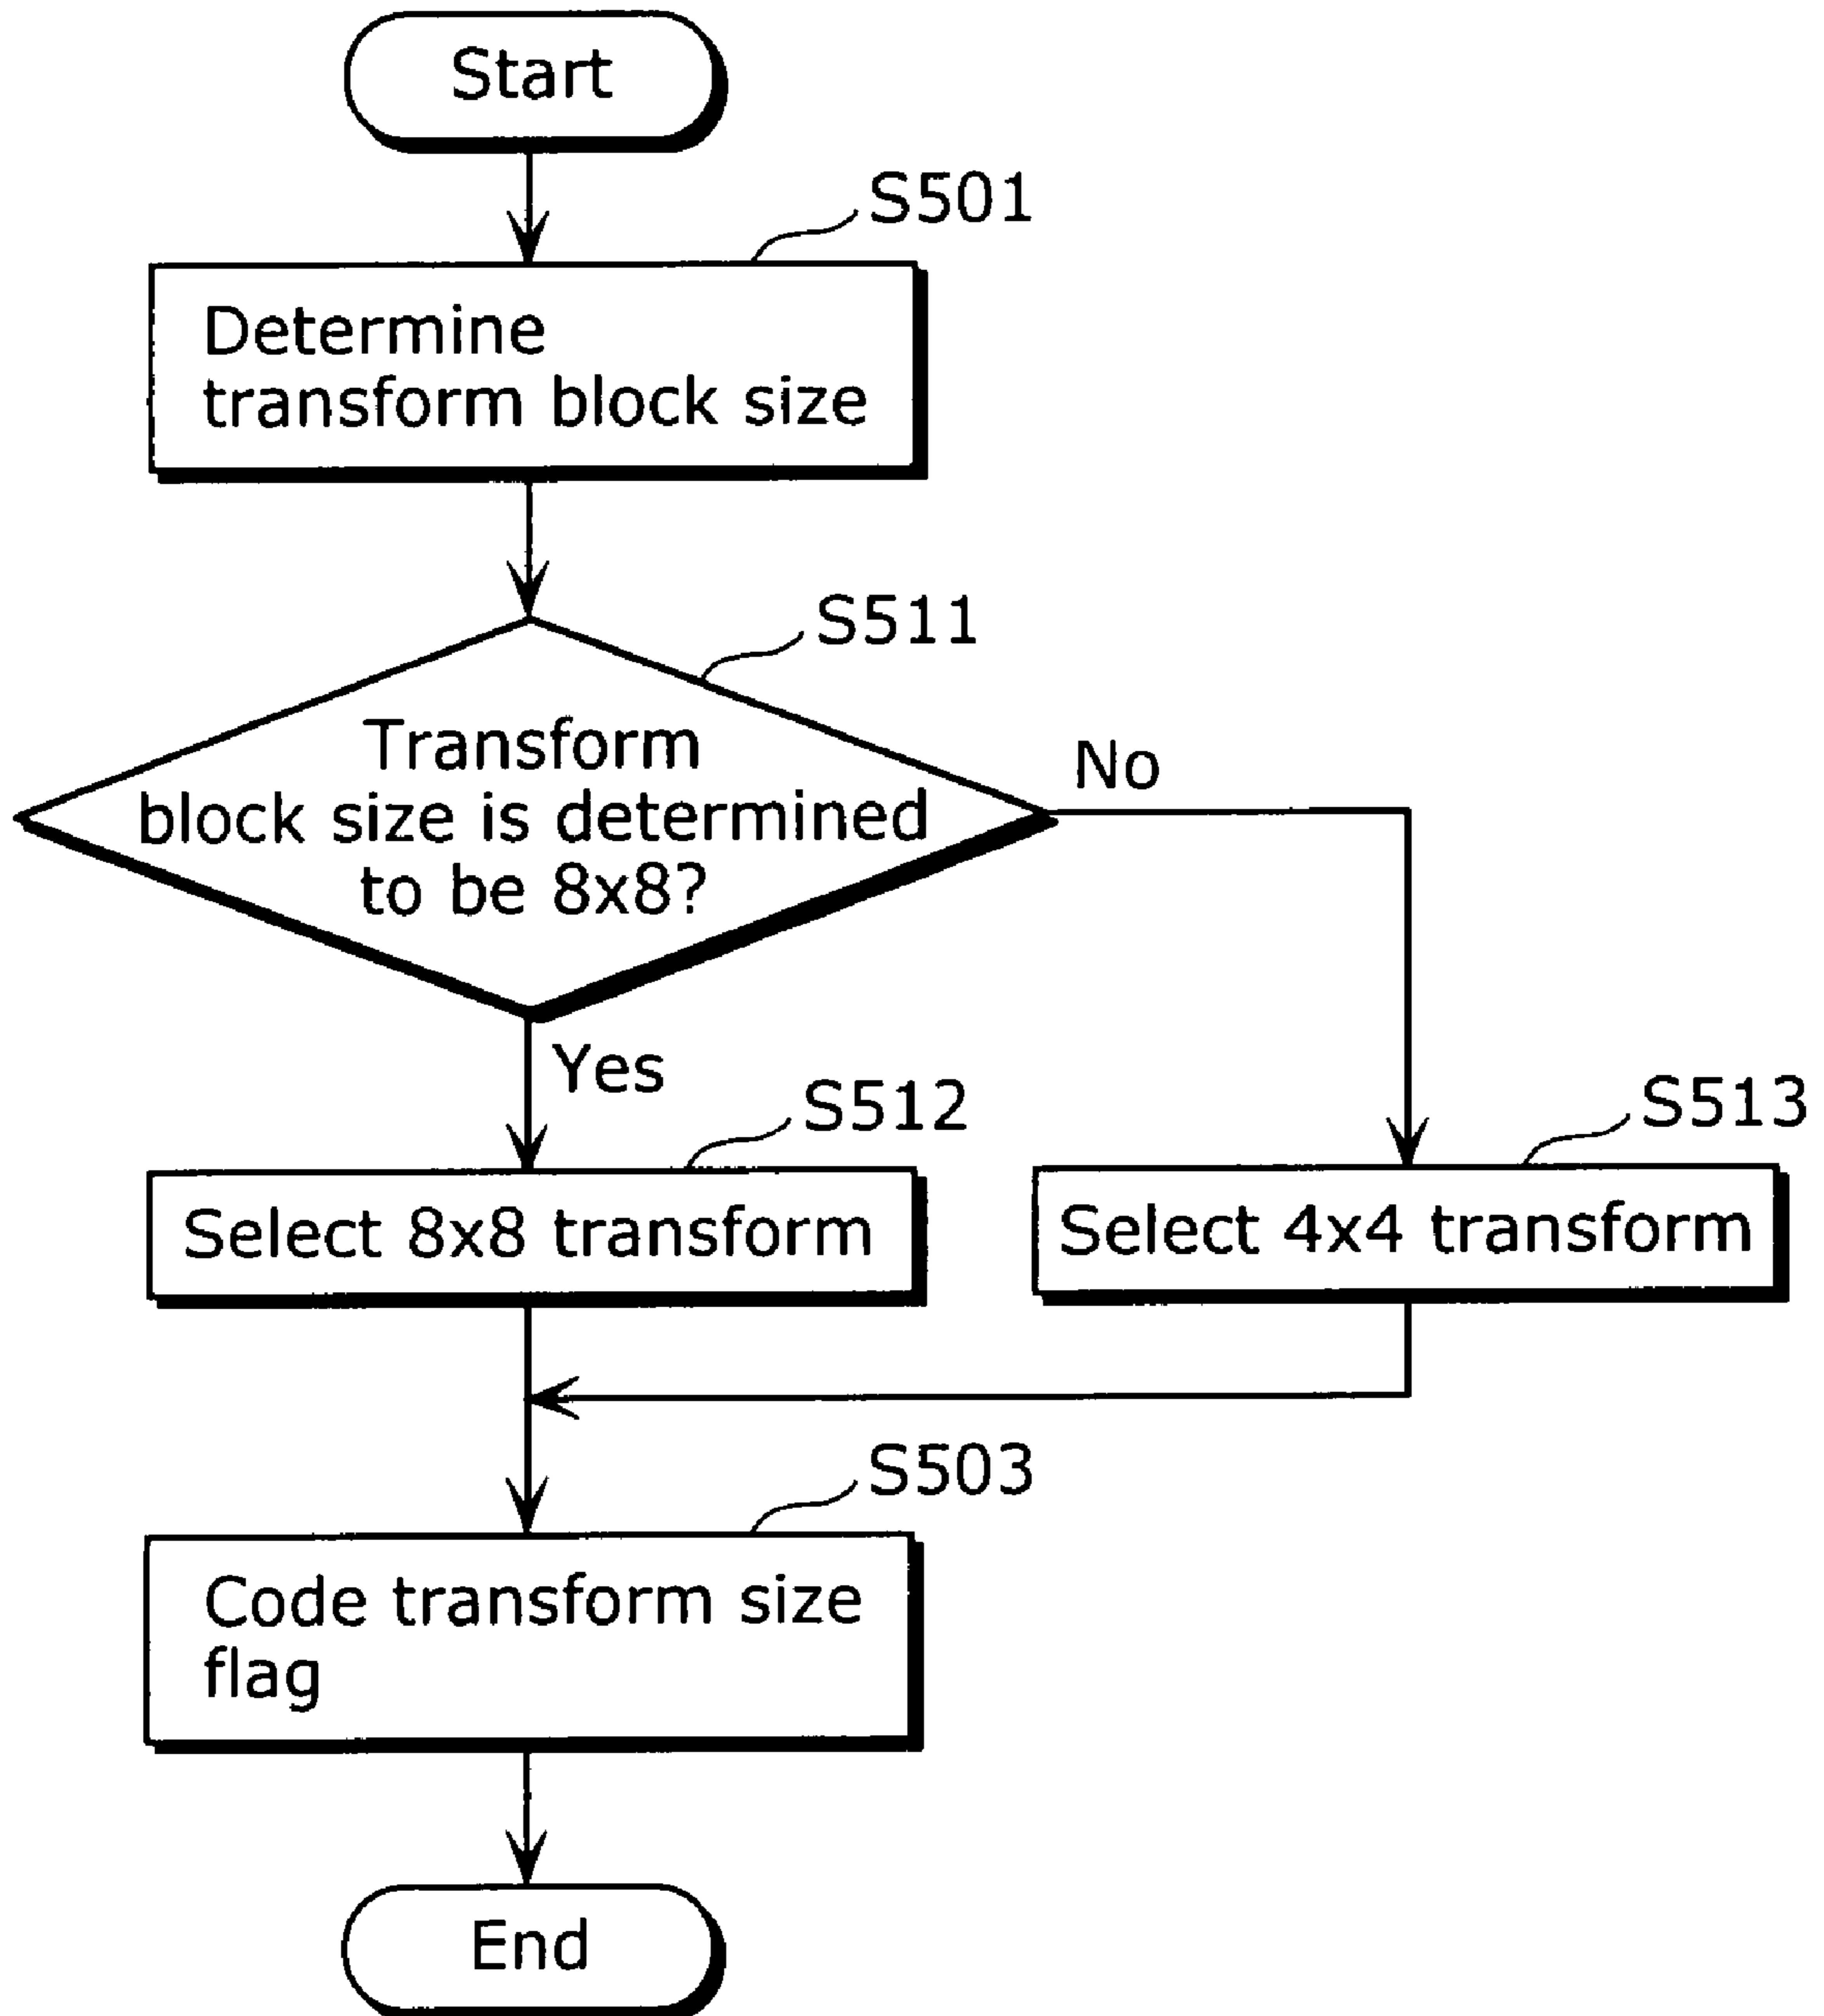 Start
S501
Determine
transform block size
S511
Transform
block size is determined
to be 8x8?
No
Yes
S512
S513
Select 8x8 transform
Select 4x4 transform
S503
Code transform size
flag
End